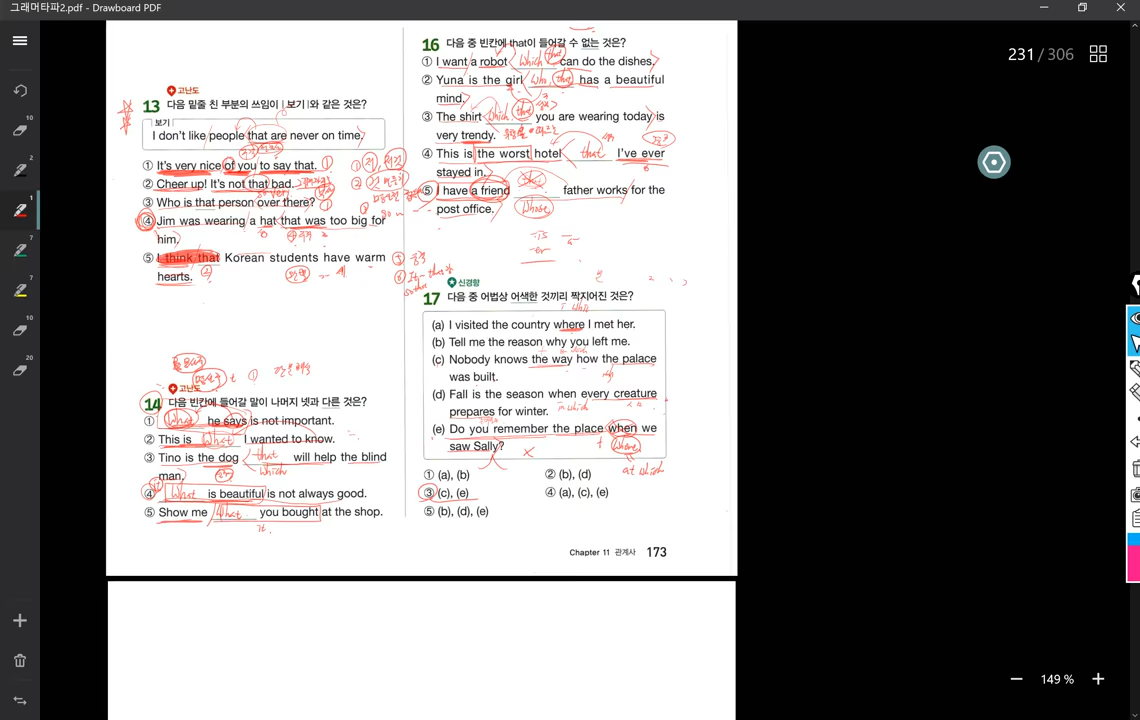 그래머타파2.pdf - Drawboard PDF
231 / 306
고난도
13 다음 밑줄 친 부분의 쓰임이 |보기|와 같은 것은?
보기
I don't like people that are never on time.
① It's very nice of you to say that.
② Cheer up! It's not that bad.
③ Who is that person over there?
④ Jim was wearing a hat that was too big for
him.
⑤ I think that Korean students have warm
hearts.
고난도
14 다음 빈칸에 들어갈 말이 나머지 넷과 다른 것은?
① What he says is not important.
② This is What I wanted to know.
③ Tino is the dog that will help the blind
which
man.
④ What is beautiful is not always good.
⑤ Show me What you bought at the shop.
16 다음 중 빈칸에 that이 들어갈 수 없는 것은?
① I want a robot which that can do the dishes.
② Yuna is the girl who, that has a beautiful
mind.
③ The shirt which that you are wearing today is
very trendy.
④ This is the worst hotel that I've ever
stayed in.
⑤ I have a friend father works for the
post office. whose
신경향
17 다음 중 어법상 어색한 것끼리 짝지어진 것은?
(a) I visited the country where I met her.
(b) Tell me the reason why you left me.
(c) Nobody knows the way how the palace
was built.
(d) Fall is the season when every creature
prepares for winter. in which
(e) Do you remember the place when we
saw Sally? where
at which
① (a), (b)
② (b), (d)
③ (c), (e)
④ (a), (c), (e)
⑤ (b), (d), (e)
Chapter 11 관계사 173
149 %